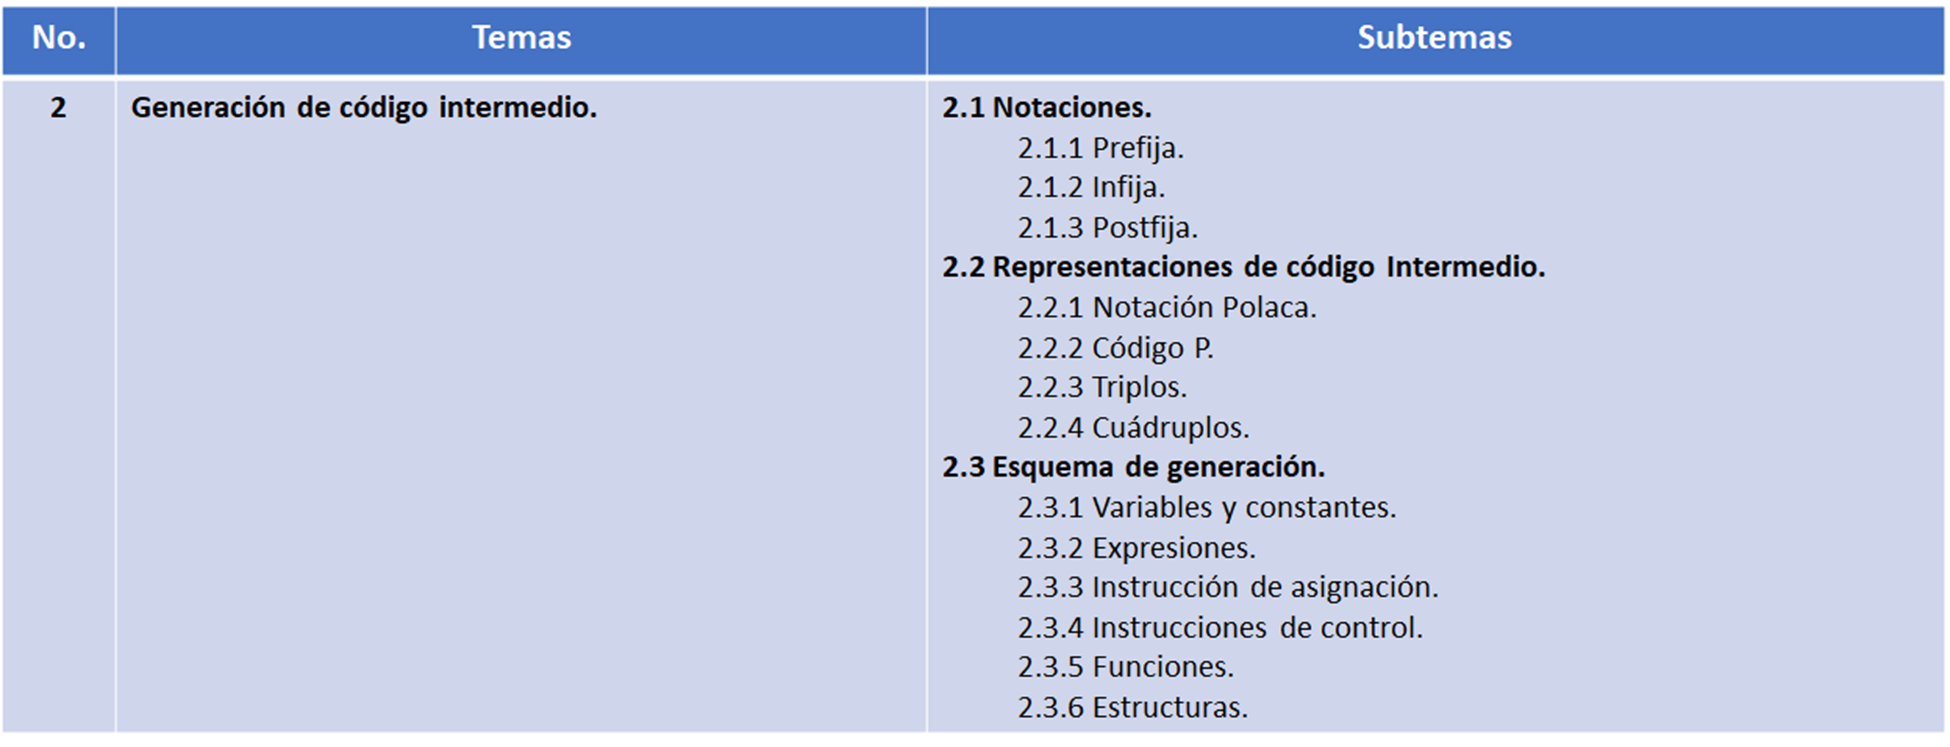 No. Temas Subtemas
2 Generación de código intermedio. 2.1 Notaciones.
2.1.1 Prefija.
2.1.2 Infija.
2.1.3 Postfija.
2.2 Representaciones de código Intermedio.
2.2.1 Notación Polaca.
2.2.2 Código P.
2.2.3 Triplos.
2.2.4 Cuádruplos.
2.3 Esquema de generación.
2.3.1 Variables y constantes.
2.3.2 Expresiones.
2.3.3 Instrucción de asignación.
2.3.4 Instrucciones de control.
2.3.5 Funciones.
2.3.6 Estructuras.